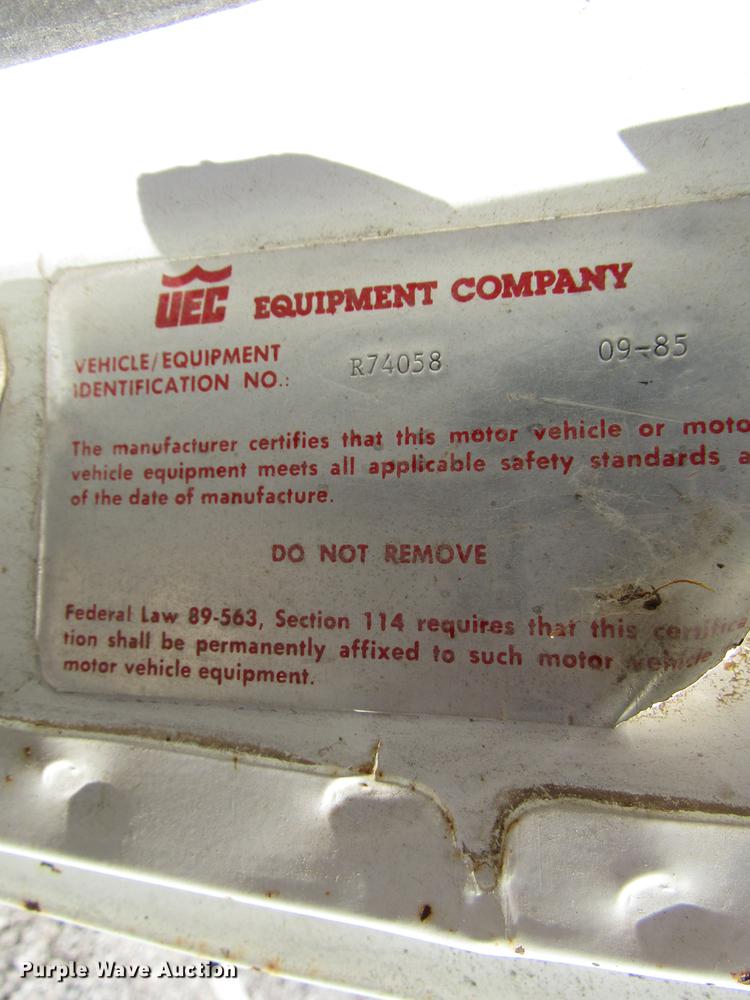 UEC EQUIPMENT COMPANY
VEHICLE/EQUIPMENT
IDENTIFICATION NO.: R74058 09-85
The manufacturer certifies that this motor vehicle or moto
vehicle equipment meets all applicable safety standards a
of the date of manufacture.
DO NOT REMOVE
Federal Law 89-563, Section 114 requires that this certifica
tion shall be permanently affixed to such motor vehicle
motor vehicle equipment.
Purple Wave Auction